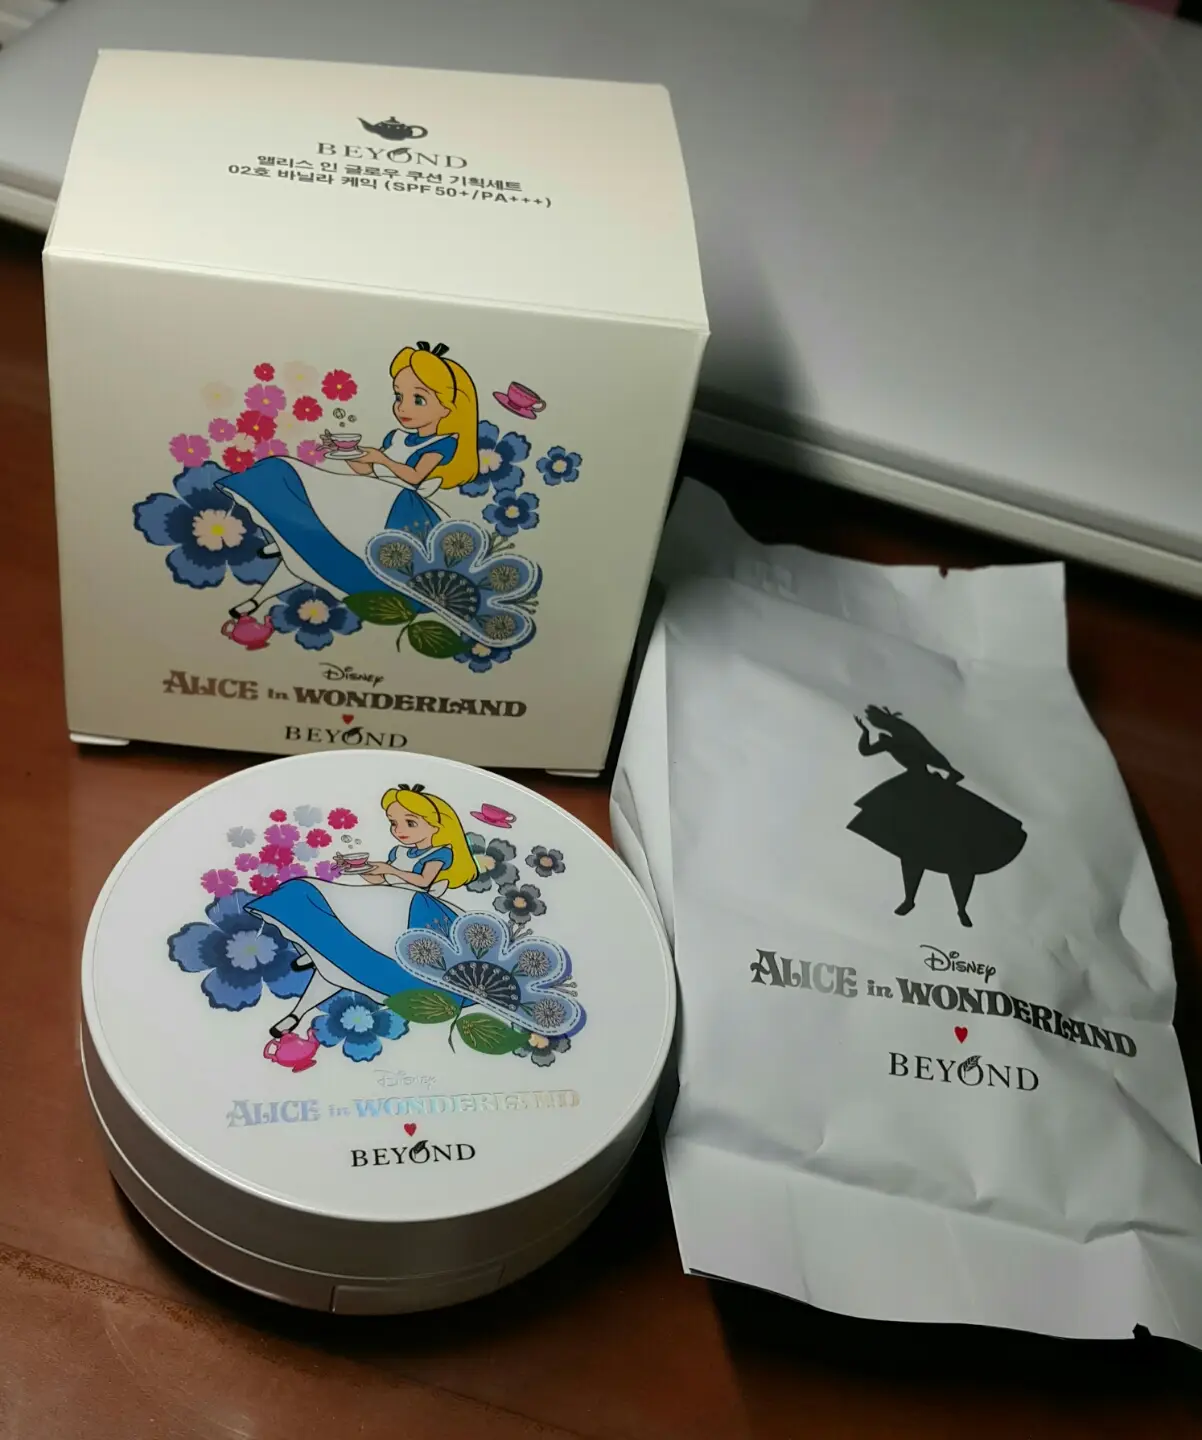 BEYOND
앨리스 인 글로우 쿠션 기획세트
02호 바닐라 케익 (SPF 50+/PA+++)
Disney
ALICE in WONDERLAND
BEYOND
Disney
ALICE in WONDERLAND
BEYOND
Disney
ALICE in WONDERLAND
BEYOND